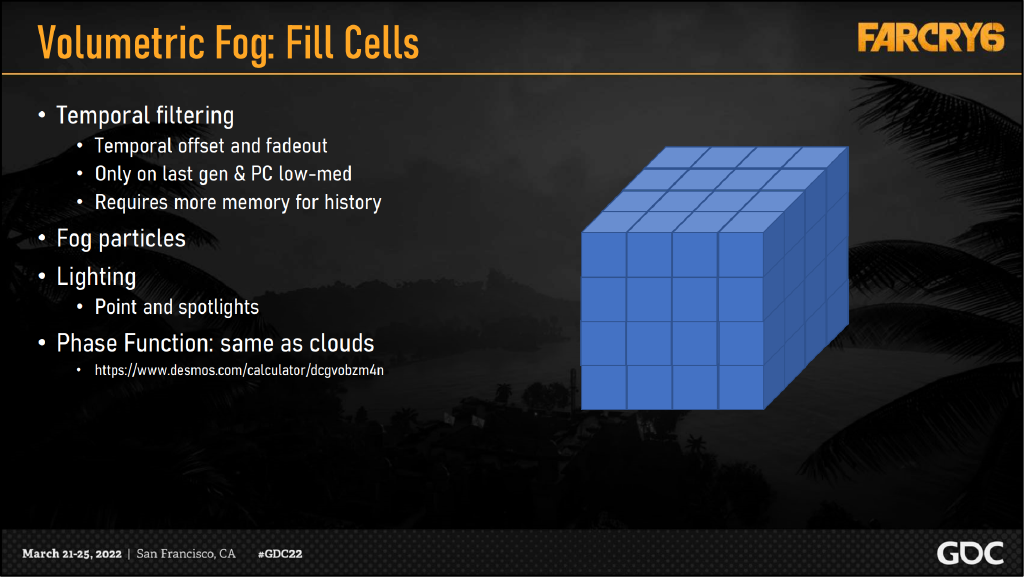 Volumetric Fog: Fill Cells
FARCRY6
• Temporal filtering
• Temporal offset and fadeout
• Only on last gen & PC low-med
• Requires more memory for history
• Fog particles
• Lighting
• Point and spotlights
• Phase Function: same as clouds
• https://www.desmos.com/calculator/dcgvobzm4n
March 21-25, 2022 | San Francisco, CA #GDC22
GDC